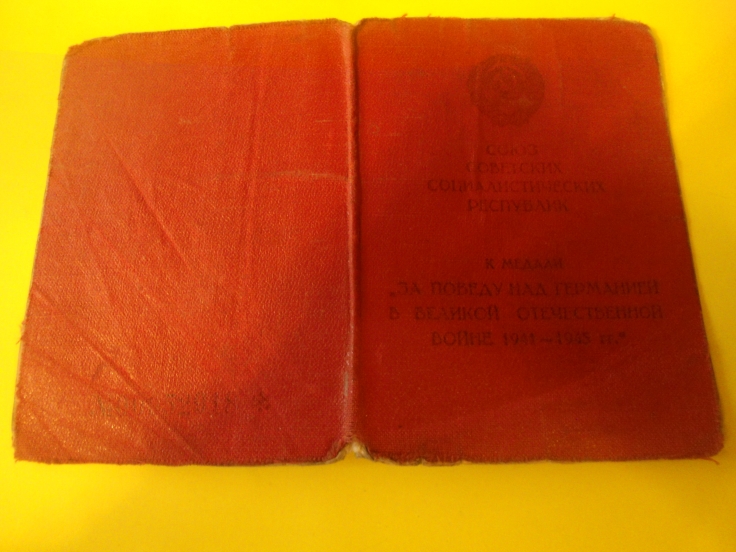 СОЮЗ
СОВЕТСКИХ
СОЦИАЛИСТИЧЕСКИХ
РЕСПУБЛИК
К МЕДАЛИ
„ЗА ПОБЕДУ НАД ГЕРМАНИЕЙ
В ВЕЛИКОЙ ОТЕЧЕСТВЕННОЙ
ВОЙНЕ 1941—1945 гг."